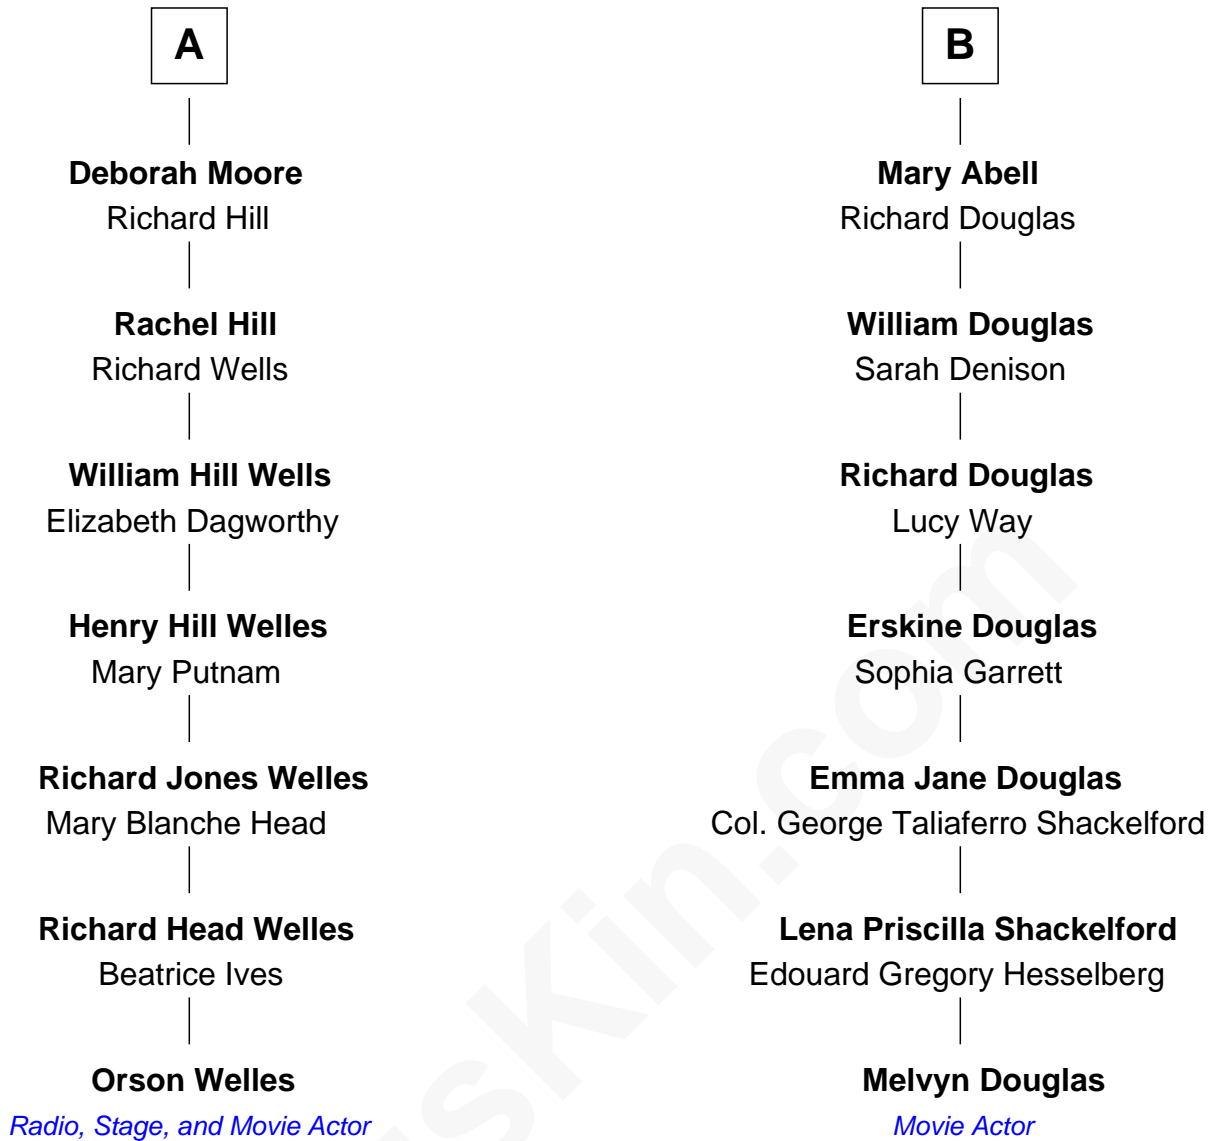 A
Deborah Moore
Richard Hill
Rachel Hill
Richard Wells
William Hill Wells
Elizabeth Dagworthy
Henry Hill Welles
Mary Putnam
Richard Jones Welles
Mary Blanche Head
Richard Head Welles
Beatrice Ives
Orson Welles
Radio, Stage, and Movie Actor
B
Mary Abell
Richard Douglas
William Douglas
Sarah Denison
Richard Douglas
Lucy Way
Erskine Douglas
Sophia Garrett
Emma Jane Douglas
Col. George Taliaferro Shackelford
Lena Priscilla Shackelford
Edouard Gregory Hesselberg
Melvyn Douglas
Movie Actor
usKin.com